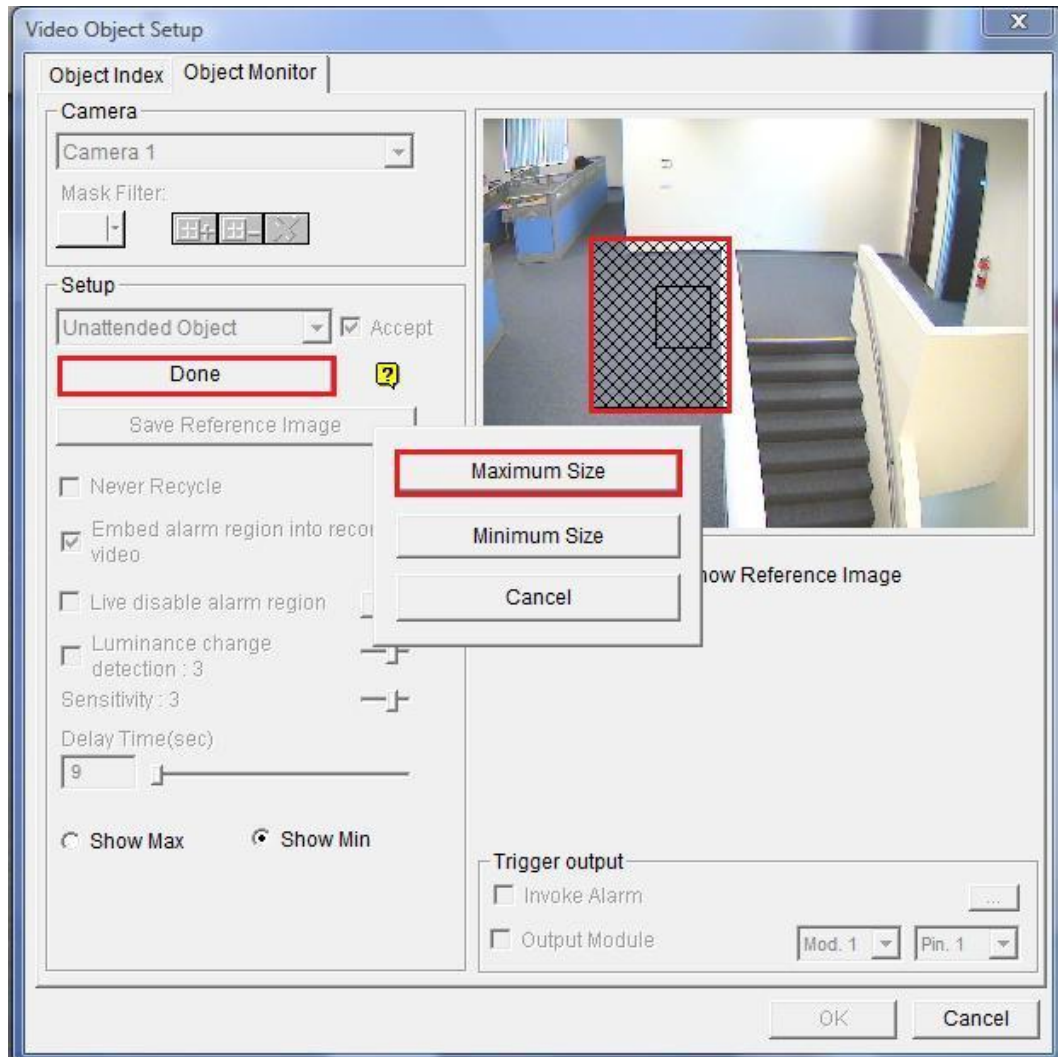 Video Object Setup
X
Object Index Object Monitor
Camera
Camera 1
Mask Filter:
Setup
Unattended Object Accept
Done
?
Save Reference Image
Maximum Size
Never Recycle
Minimum Size
Embed alarm region into
video
now Reference Image
Cancel
Live disable alarm region
Luminance change
detection : 3
Sensitivity : 3
Delay Time(sec)
9
Show Max Show Min
Trigger output
Invoke Alarm ...
Output Module Mod. 1 Pin. 1
OK Cancel